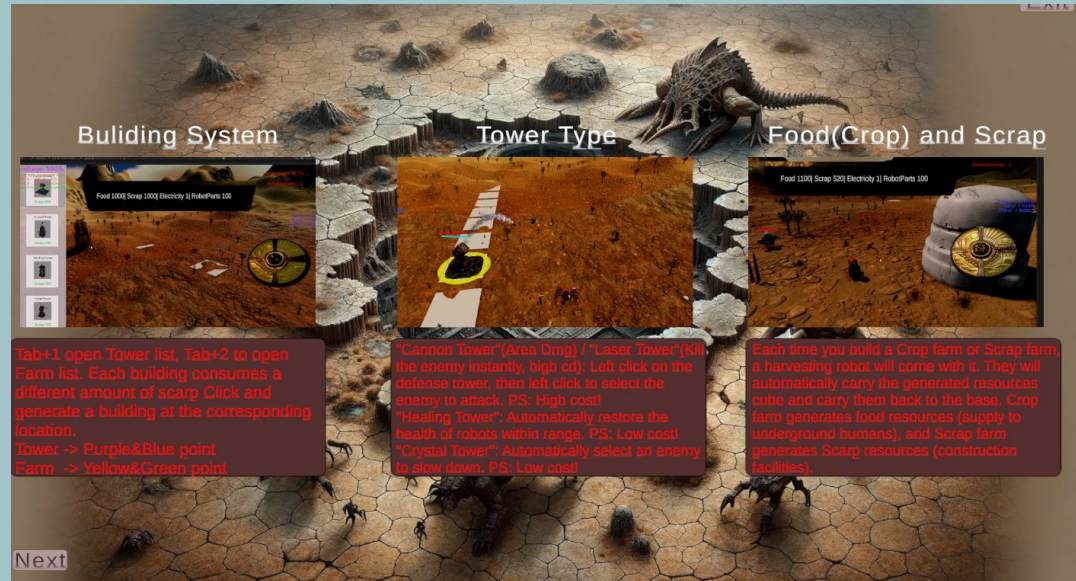 Exit
Buliding System
Tower Type
Food(Crop) and Scrap
Food 1000| Scrap 1000| Electricity 1| RobotParts 100
Food 1100| Scrap 520| Electricity 1| RobotParts 100
Tab+1 open Tower list, Tab+2 to open
Farm list. Each building consumes a
different amount of scarp Click and
generate a building at the corresponding
location.
Tower -> Purple&Blue point
Farm -> Yellow&Green point
"Cannon Tower"(Area Dmg) / "Laser Tower"(Kill
the enemy instantly, high cd): Left click on the
defense tower, then left click to select the
enemy to attack. PS: High cost!
"Healing Tower": Automatically restore the
health of robots within range. PS: Low cost!
"Crystal Tower": Automatically select an enemy
to slow down. PS: Low cost!
Each time you build a Crop farm or Scrap farm,
a harvesting robot will come with it. They will
automatically carry the generated resources
cube and carry them back to the base. Crop
farm generates food resources (supply to
underground humans), and Scrap farm
generates Scarp resources (construction
facilities).
Next